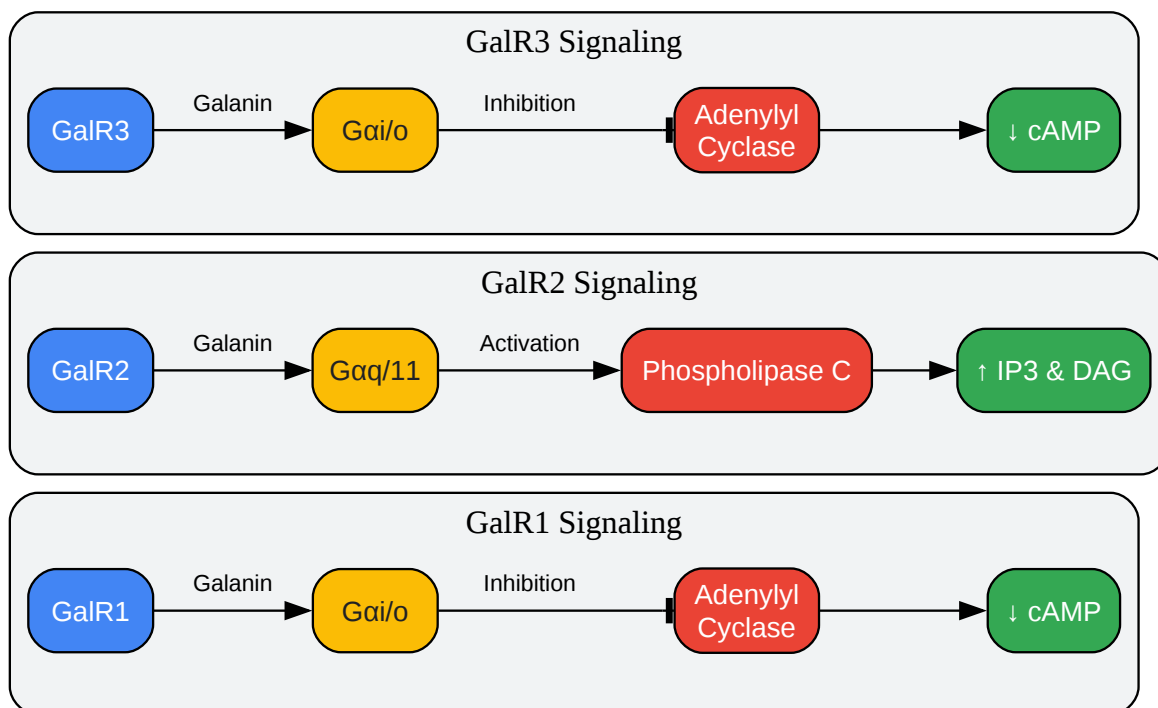 GalR3 Signaling
Galanin
Inhibition
GalR3
Gαi/o
Adenylyl
Cyclase
↓ cAMP
GalR2 Signaling
Galanin
Activation
GalR2
Gαq/11
Phospholipase C
↑ IP3 & DAG
GalR1 Signaling
Galanin
Inhibition
GalR1
Gαi/o
Adenylyl
Cyclase
↓ cAMP